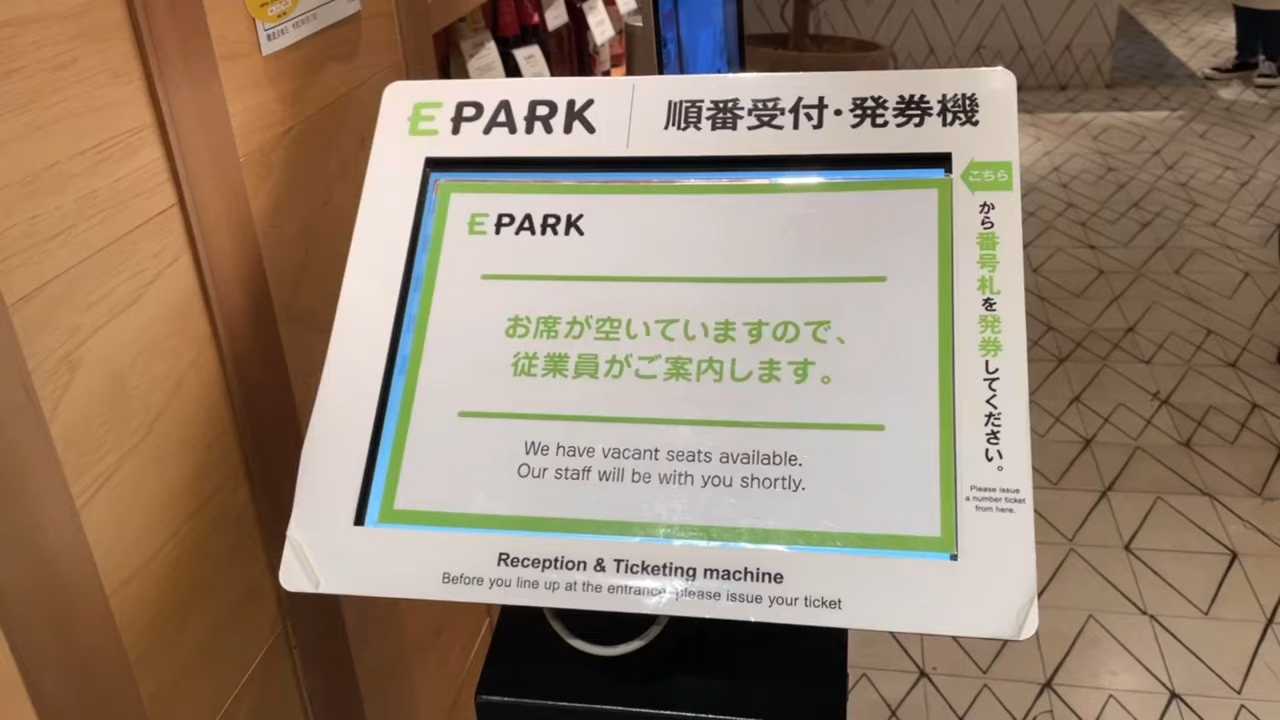 EPARK
順番受付・発券機
こちら
から番号札を発券してください。
Please issue
a number ticket
from here.
EPARK
お席が空いていますので、
従業員がご案内します。
We have vacant seats available.
Our staff will be with you shortly.
Reception & Ticketing machine
Before you line up at the entrance, please issue your ticket